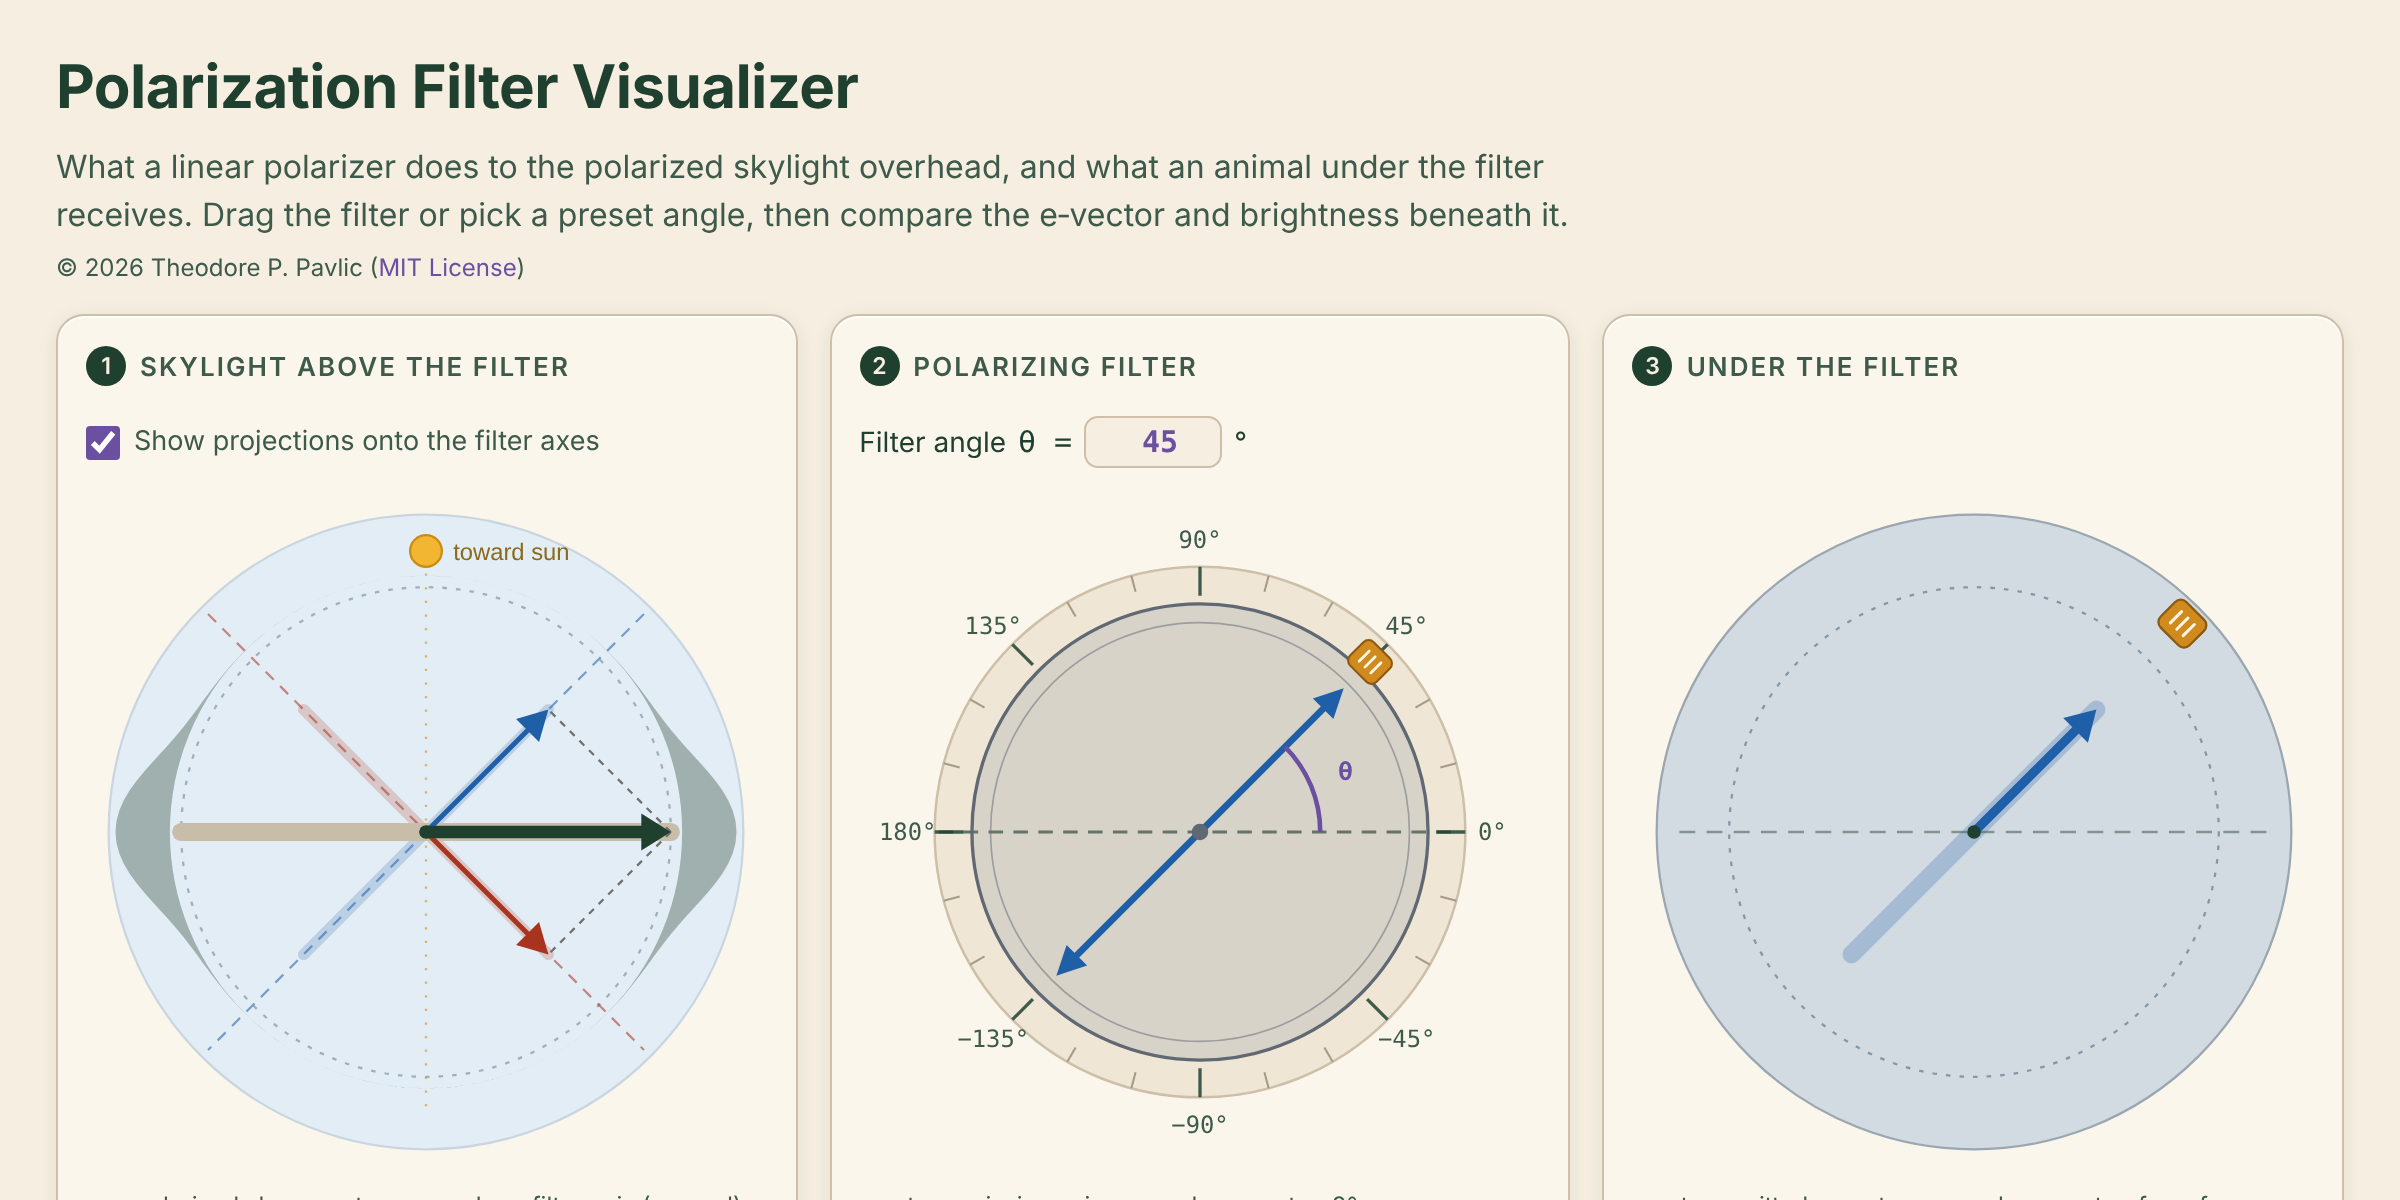 Polarization Filter Visualizer
What a linear polarizer does to the polarized skylight overhead, and what an animal under the filter
receives. Drag the filter or pick a preset angle, then compare the e-vector and brightness beneath it.
© 2026 Theodore P. Pavlic (MIT License)
1 SKYLIGHT ABOVE THE FILTER
Show projections onto the filter axes
toward sun
2 POLARIZING FILTER
Filter angle θ = 45 °
90°
135°
45°
θ
180°
0°
−135°
−45°
−90°
3 UNDER THE FILTER